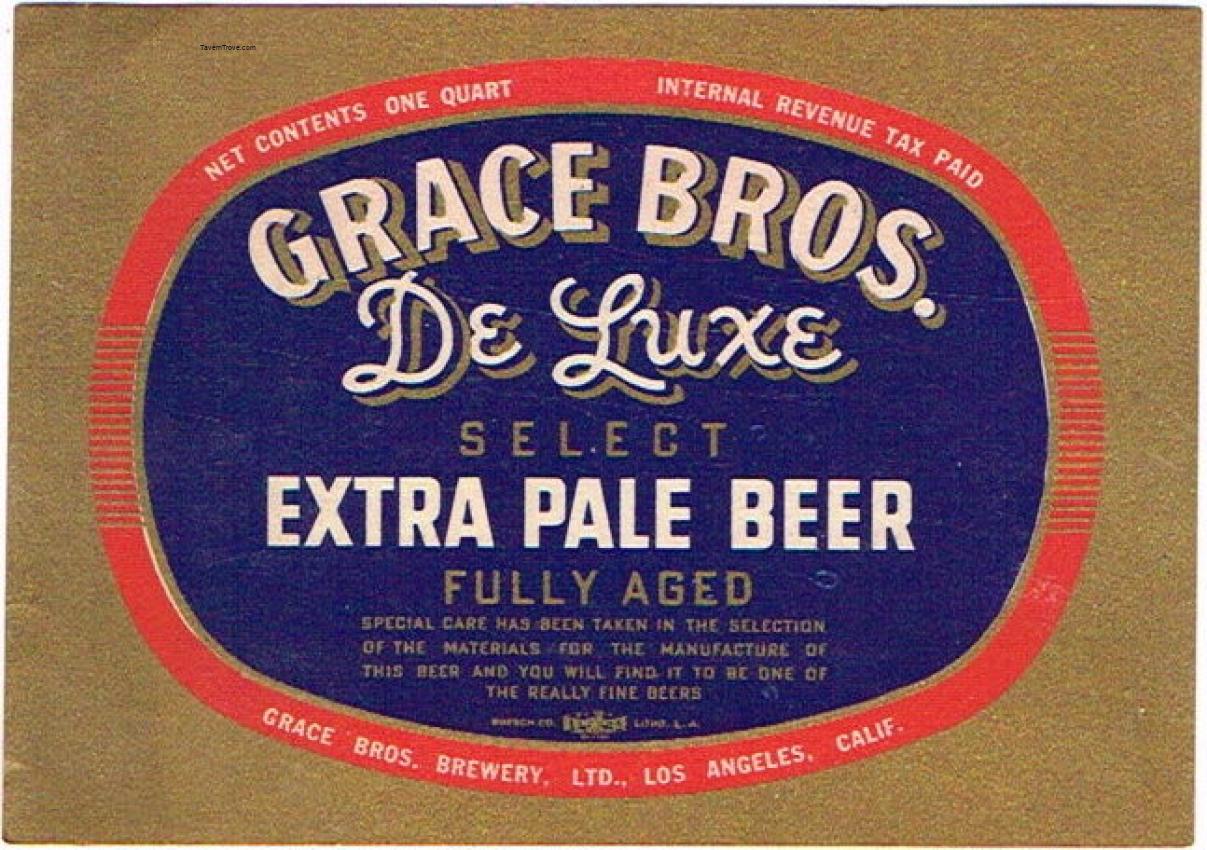 TavernTrove.com
NET CONTENTS ONE QUART
INTERNAL REVENUE TAX PAID
GRACE BROS.
De Luxe
SELECT
EXTRA PALE BEER
FULLY AGED
SPECIAL CARE HAS BEEN TAKEN IN THE SELECTION
OF THE MATERIALS FOR THE MANUFACTURE OF
THIS BEER AND YOU WILL FIND IT TO BE ONE OF
THE REALLY FINE BEERS
CO. LITHO. L.A.
GRACE BROS. BREWERY, LTD., LOS ANGELES, CALIF.